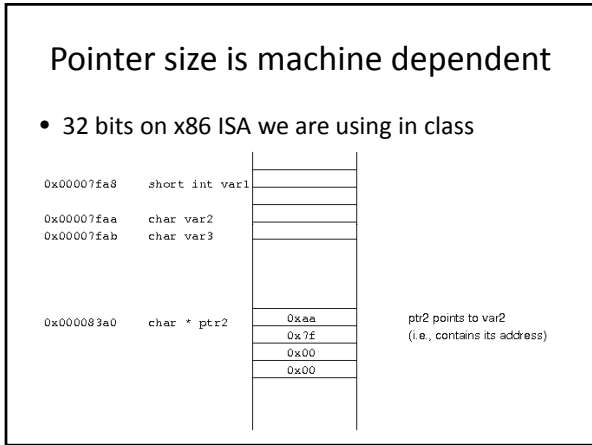 Pointer size is machine dependent
• 32 bits on x86 ISA we are using in class
0x00007fa8 short int var1
0x00007faa char var2
0x00007fab char var3
0x000083a0 char * ptr2 0xaa ptr2 points to var2
0x7f (i.e., contains its address)
0x00
0x00